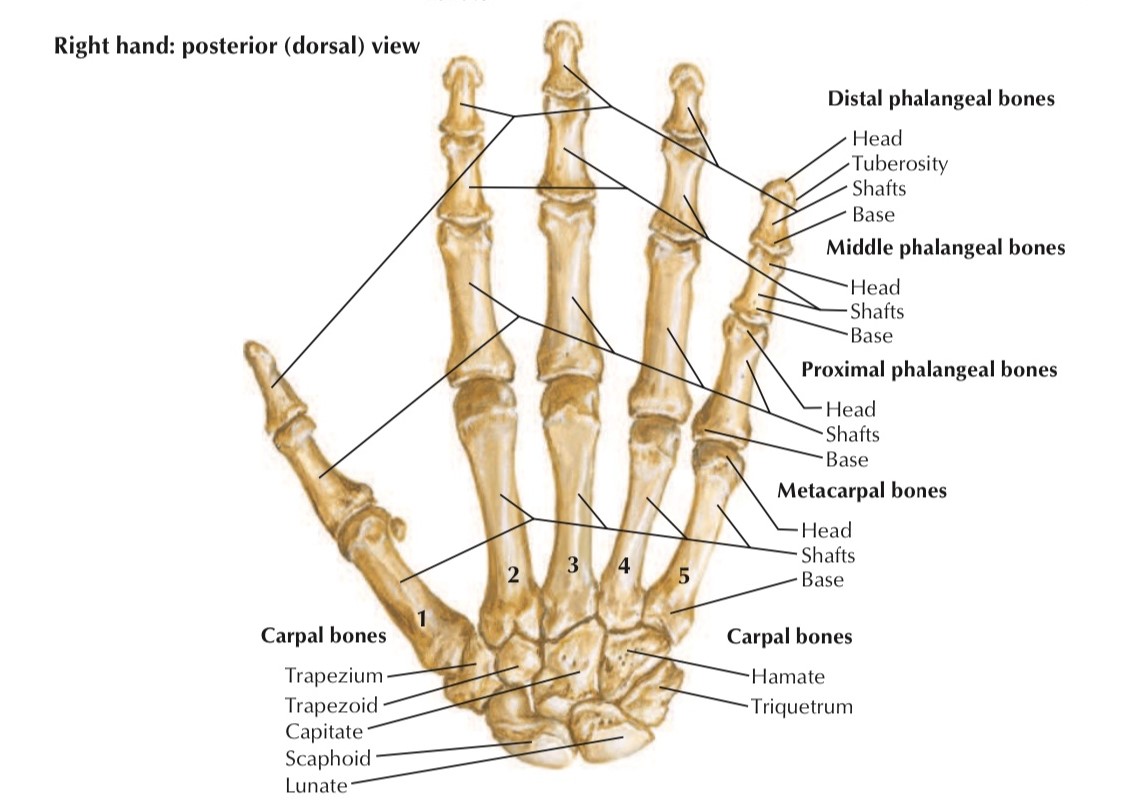 Right hand: posterior (dorsal) view
Distal phalangeal bones
Head
Tuberosity
Shafts
Base
Middle phalangeal bones
Head
Shafts
Base
Proximal phalangeal bones
Head
Shafts
Base
Metacarpal bones
Head
Shafts
Base
1
2
3
4
5
Carpal bones
Trapezium
Trapezoid
Capitate
Scaphoid
Lunate
Carpal bones
Hamate
Triquetrum